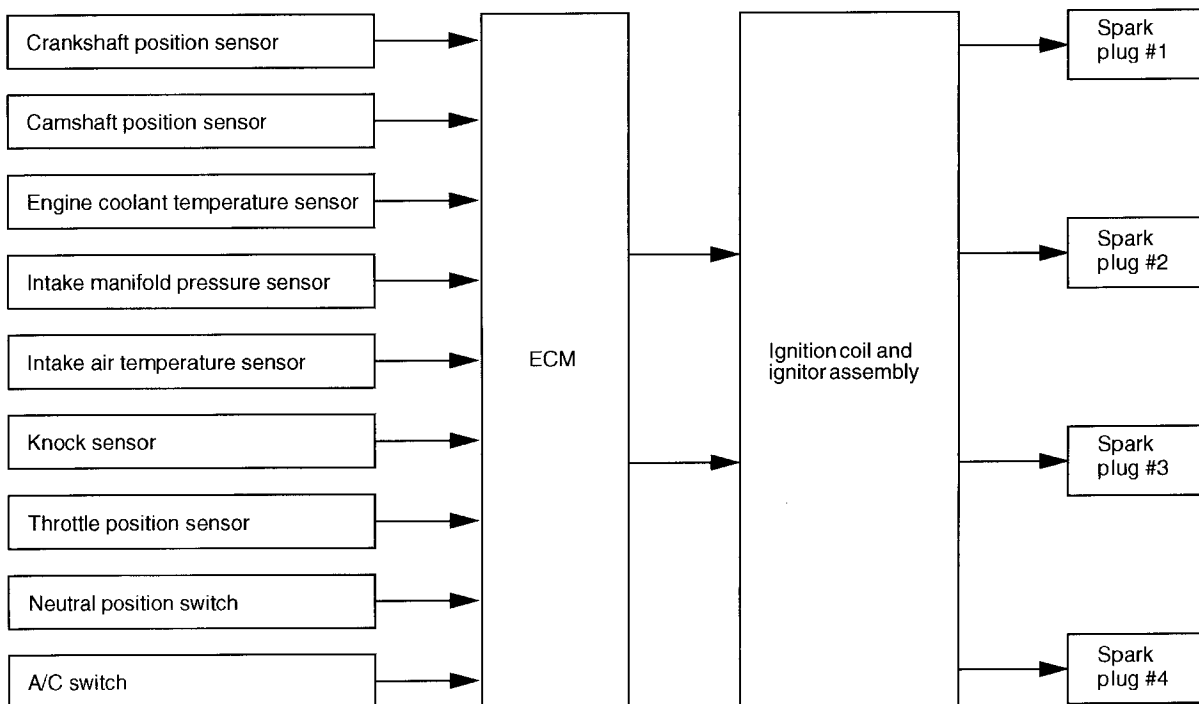 Crankshaft position sensor
Camshaft position sensor
Engine coolant temperature sensor
Intake manifold pressure sensor
Intake air temperature sensor
Knock sensor
Throttle position sensor
Neutral position switch
A/C switch
ECM
Ignition coil and
ignitor assembly
Spark
plug #1
Spark
plug #2
Spark
plug #3
Spark
plug #4